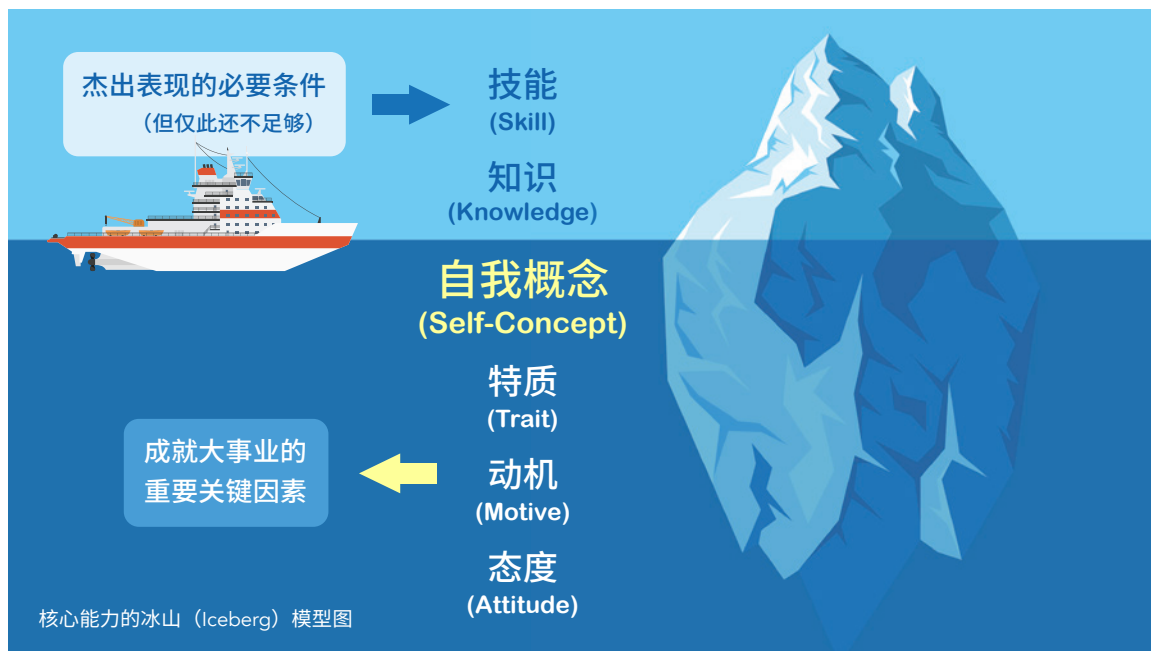 杰出表现的必要条件
（但仅此还不足够）
技能
(Skill)
知识
(Knowledge)
自我概念
(Self-Concept)
特质
(Trait)
成就大事业的
重要关键因素
动机
(Motive)
态度
(Attitude)
核心能力的冰山（Iceberg）模型图